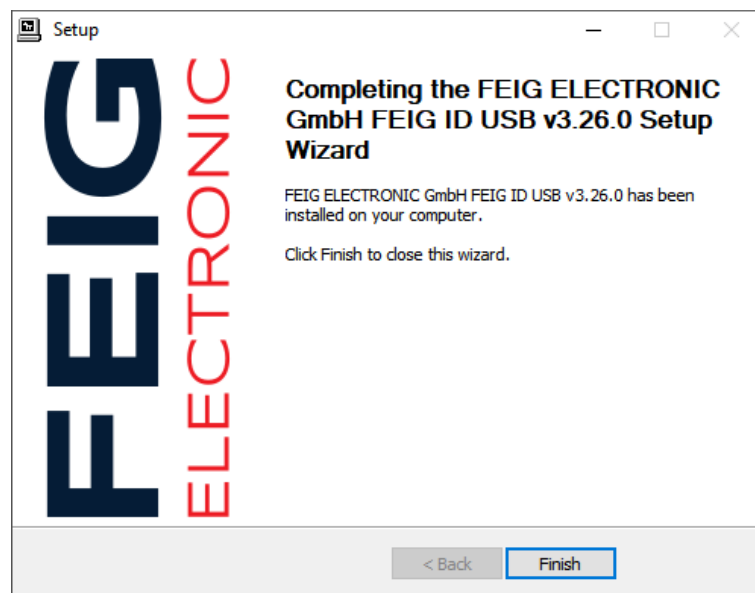 Setup
FEIG
ELECTRONIC
Completing the FEIG ELECTRONIC
GmbH FEIG ID USB v3.26.0 Setup
Wizard
FEIG ELECTRONIC GmbH FEIG ID USB v3.26.0 has been
installed on your computer.
Click Finish to close this wizard.
< Back
Finish